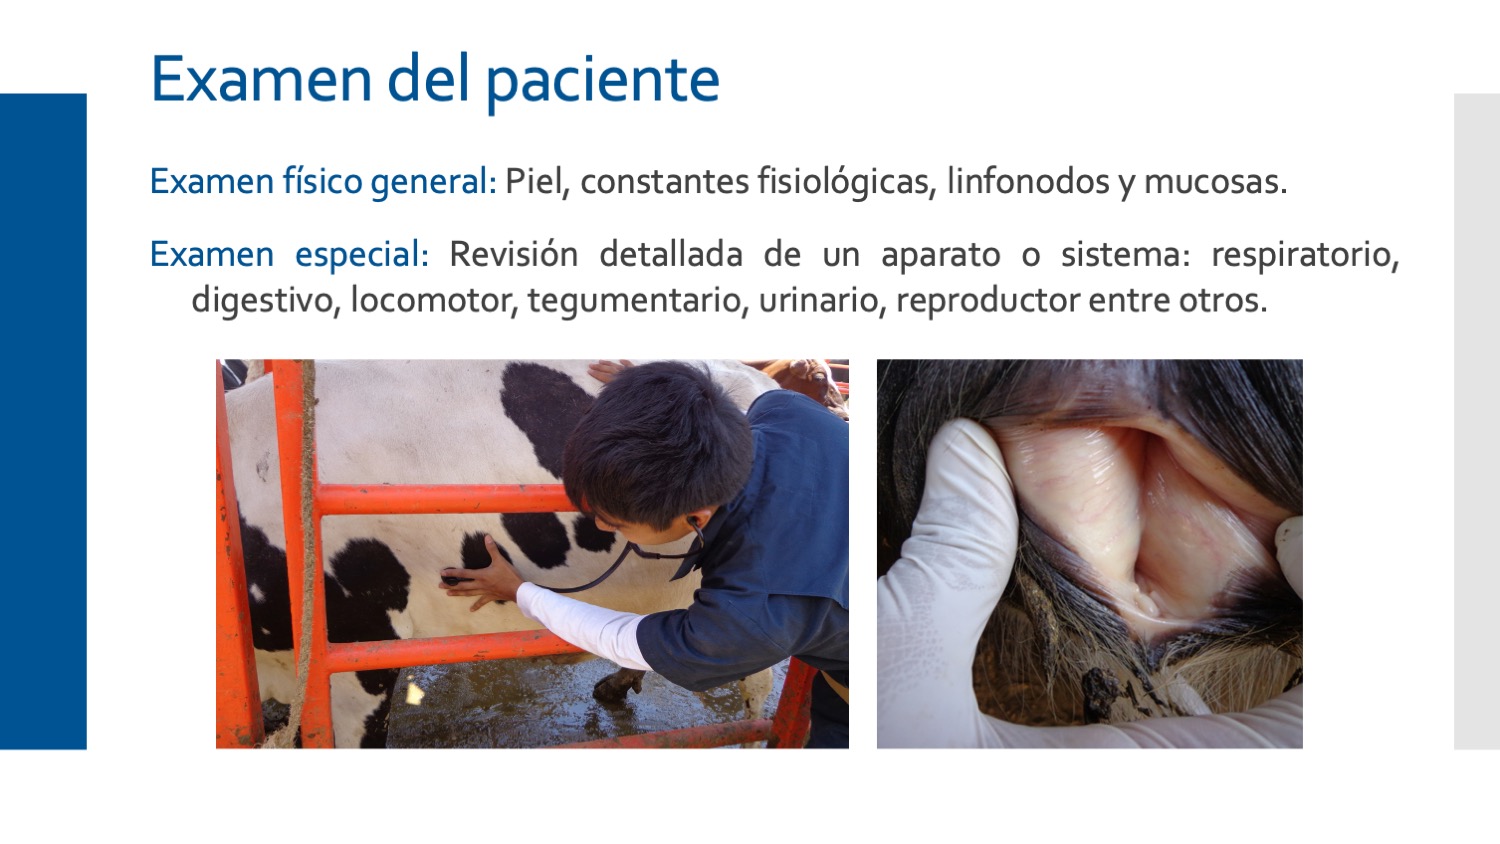 Examen del paciente
Examen físico general: Piel, constantes fisiológicas, linfonodos y mucosas.
Examen especial: Revisión detallada de un aparato o sistema: respiratorio,
digestivo, locomotor, tegumentario, urinario, reproductor entre otros.